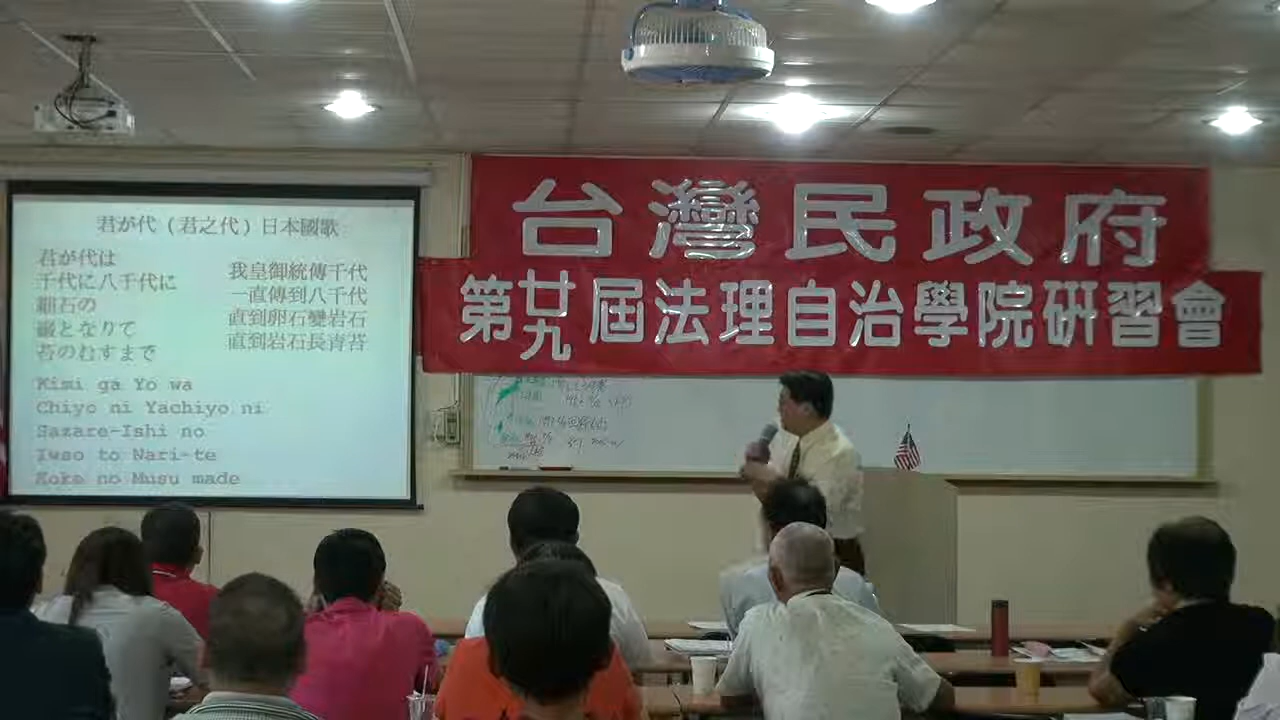 台灣民政府
第廿九屆法理自治學院硏習會
君が代（君之代）日本國歌
君が代は
千代に八千代に
細石の
巌となりて
苔のむすまで
我皇御統傳千代
一直傳到八千代
直到卵石變岩石
直到岩石長青苔
Kimi ga Yo wa
Chiyo ni Yachiyo ni
Sazare-Ishi no
Iwao to Nari-te
Koke no Musu made